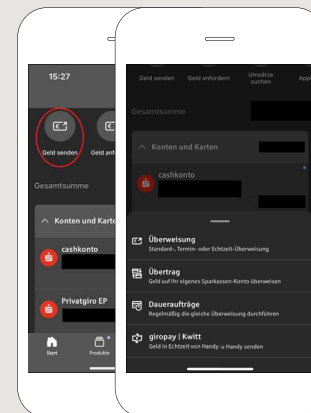 15:27
Geld senden
Geld anf
Gesamtsumme
Konten und Karte
cashkonto
Privatgiro EP
Start
Produkte
Geld senden
Geld anfordern
Umsätze
suchen
Appl
Gesamtsumme
Konten und Karten
cashkonto
Überweisung
Standard-, Termin- oder Echtzeit-Überweisung
Übertrag
Geld auf Ihr eigenes Sparkassen-Konto überweisen
Daueraufträge
Regelmäßig die gleiche Überweisung durchführen
giropay | Kwitt
Geld in Echtzeit von Handy zu Handy senden